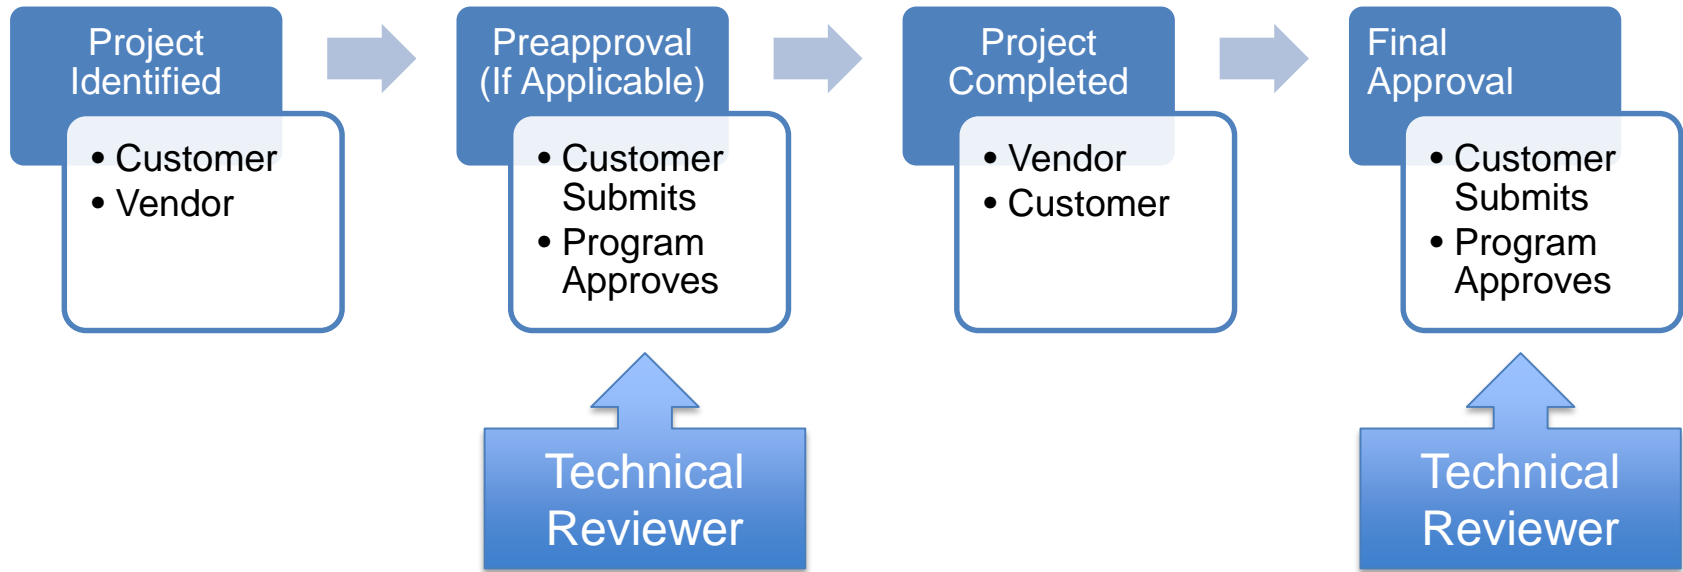 Project
Identified
• Customer
• Vendor
Preapproval
(If Applicable)
• Customer
Submits
• Program
Approves
Project
Completed
• Vendor
• Customer
Final
Approval
• Customer
Submits
• Program
Approves
Technical
Reviewer
Technical
Reviewer